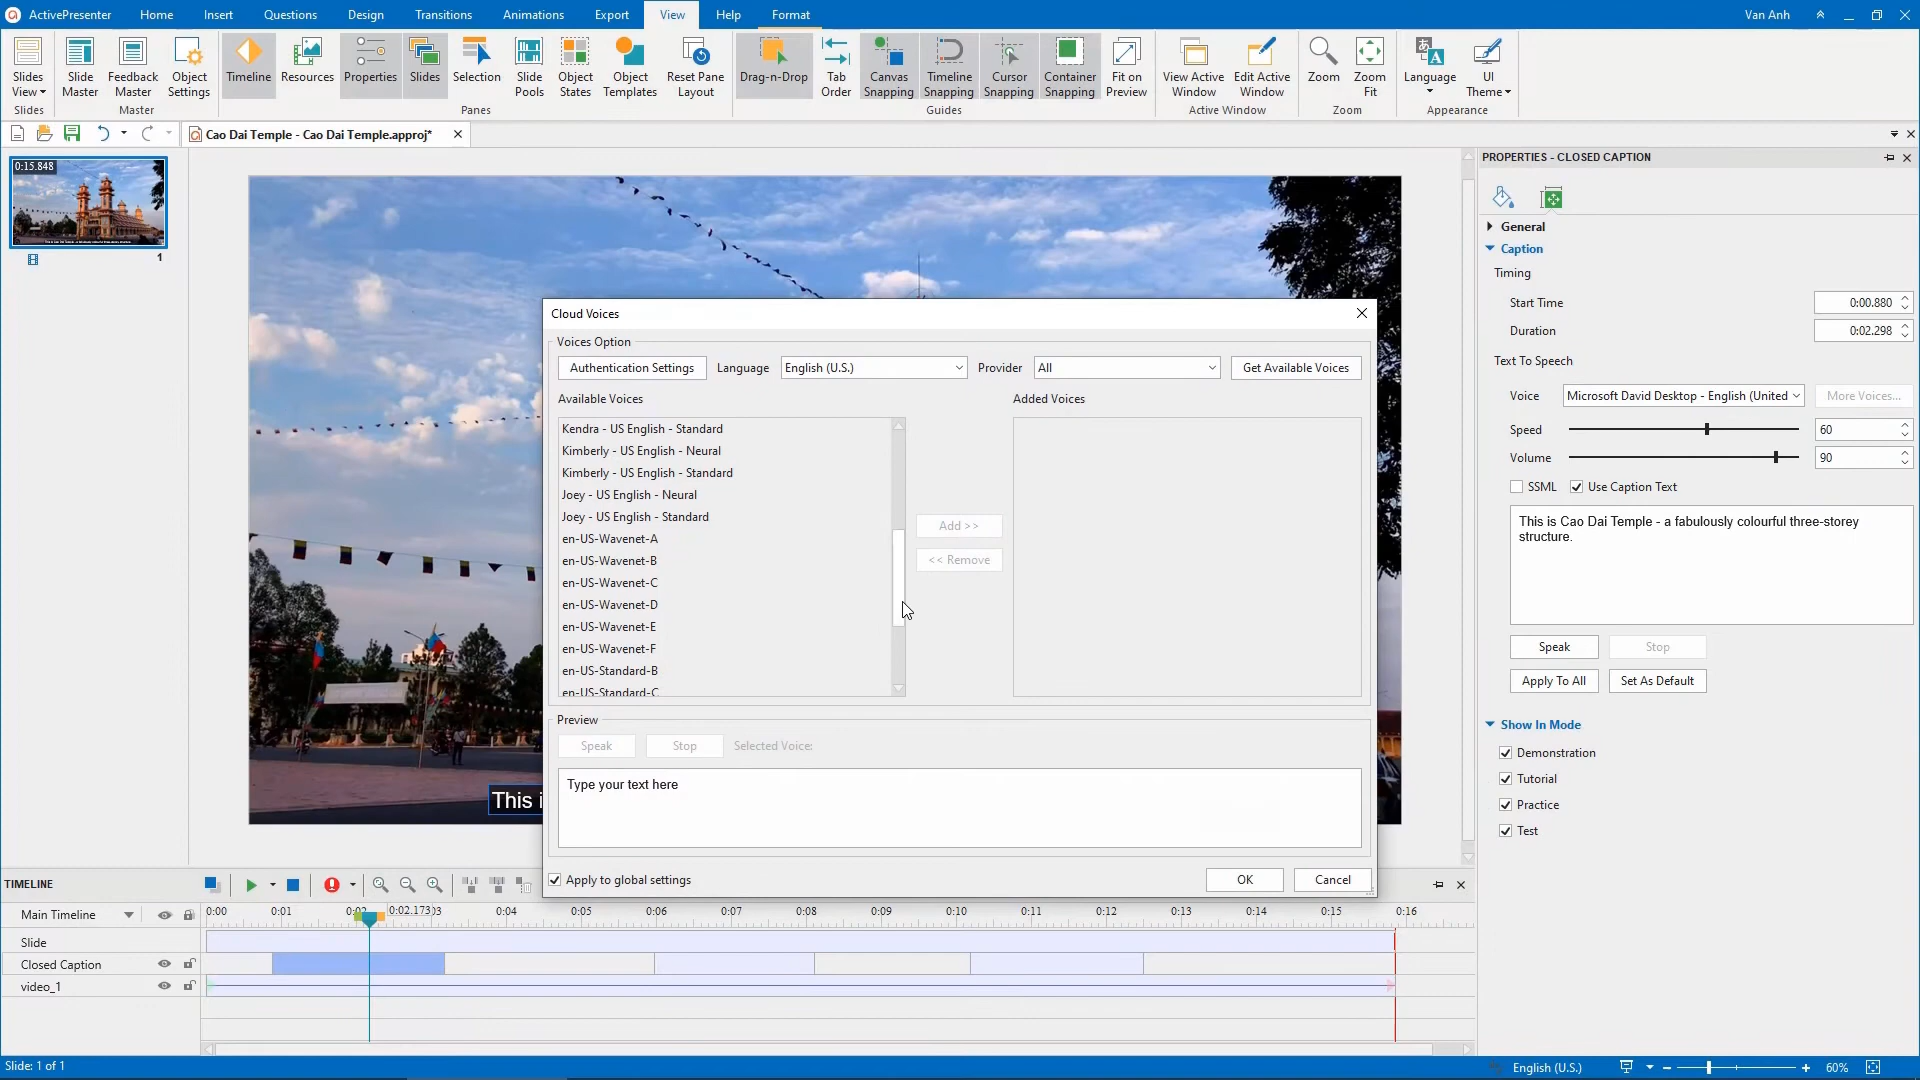 ActivePresenter Home Insert Questions Design Transitions Animations Export View Help Format Van Anh
Slides View
Slide Master
Feedback Master
Object Settings
Timeline
Resources
Properties
Slides
Selection
Slide Pools
Object States
Object Templates
Reset Pane Layout
Drag-n-Drop
Tab Order
Canvas Snapping
Timeline Snapping
Cursor Snapping
Container Snapping
Fit on Preview
View Active Window
Edit Active Window
Zoom
Zoom Fit
Language
UI Theme
Slides Master Panes Guides Active Window Zoom Appearance
Cao Dai Temple - Cao Dai Temple.approj*
0:15.848
1
This i
Cloud Voices
Voices Option
Authentication Settings Language English (U.S.) Provider All Get Available Voices
Available Voices
Kendra - US English - Standard
Kimberly - US English - Neural
Kimberly - US English - Standard
Joey - US English - Neural
Joey - US English - Standard
en-US-Wavenet-A
en-US-Wavenet-B
en-US-Wavenet-C
en-US-Wavenet-D
en-US-Wavenet-E
en-US-Wavenet-F
en-US-Standard-B
en-US-Standard-C
Add >>
<< Remove
Added Voices
Preview
Speak Stop Selected Voice:
Type your text here
Apply to global settings OK Cancel
PROPERTIES - CLOSED CAPTION
General
Caption
Timing
Start Time 0:00.880
Duration 0:02.298
Text To Speech
Voice Microsoft David Desktop - English (United More Voices...
Speed 60
Volume 90
SSML Use Caption Text
This is Cao Dai Temple - a fabulously colourful three-storey
structure.
Speak Stop
Apply To All Set As Default
Show In Mode
Demonstration
Tutorial
Practice
Test
TIMELINE
Main Timeline 0:00 0:01 0:02.173 0:04 0:05 0:06 0:07 0:08 0:09 0:10 0:11 0:12 0:13 0:14 0:15 0:16
Slide
Closed Caption
video_1
Slide: 1 of 1 English (U.S.) 60%